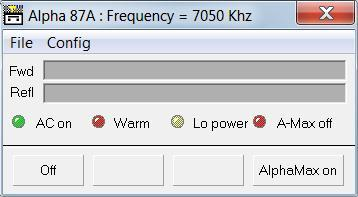 Alpha 87A : Frequency = 7050 Khz
File Config
Fwd
Refl
AC on Warm Lo power A-Max off
Off AlphaMax on